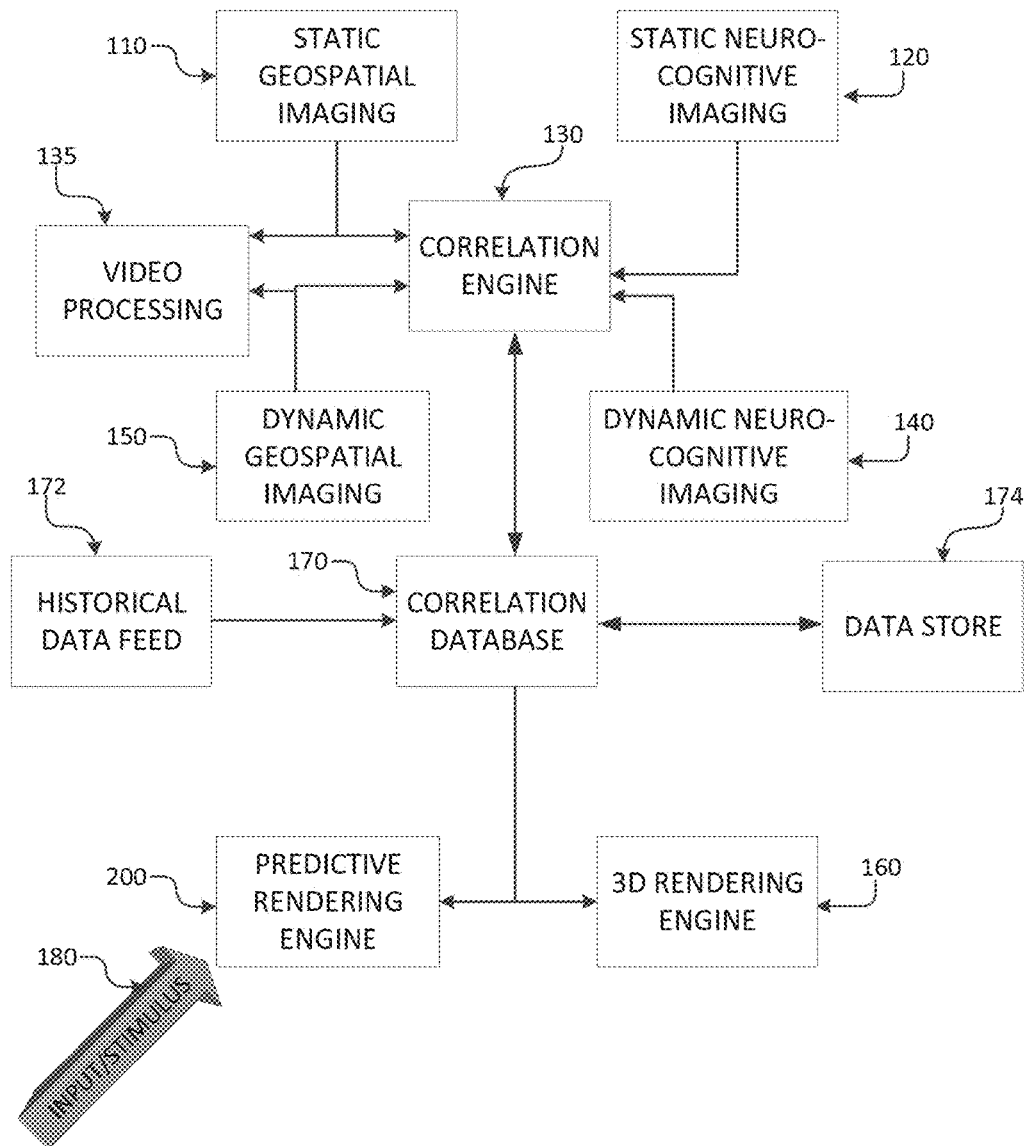 110
STATIC
GEOSPATIAL
IMAGING
STATIC NEURO-
COGNITIVE
IMAGING
120
135
130
VIDEO
PROCESSING
CORRELATION
ENGINE
150
DYNAMIC
GEOSPATIAL
IMAGING
DYNAMIC NEURO-
COGNITIVE
IMAGING
140
172
174
HISTORICAL
DATA FEED
170
CORRELATION
DATABASE
DATA STORE
200
PREDICTIVE
RENDERING
ENGINE
3D RENDERING
ENGINE
160
180
INPUT/STIMULUS